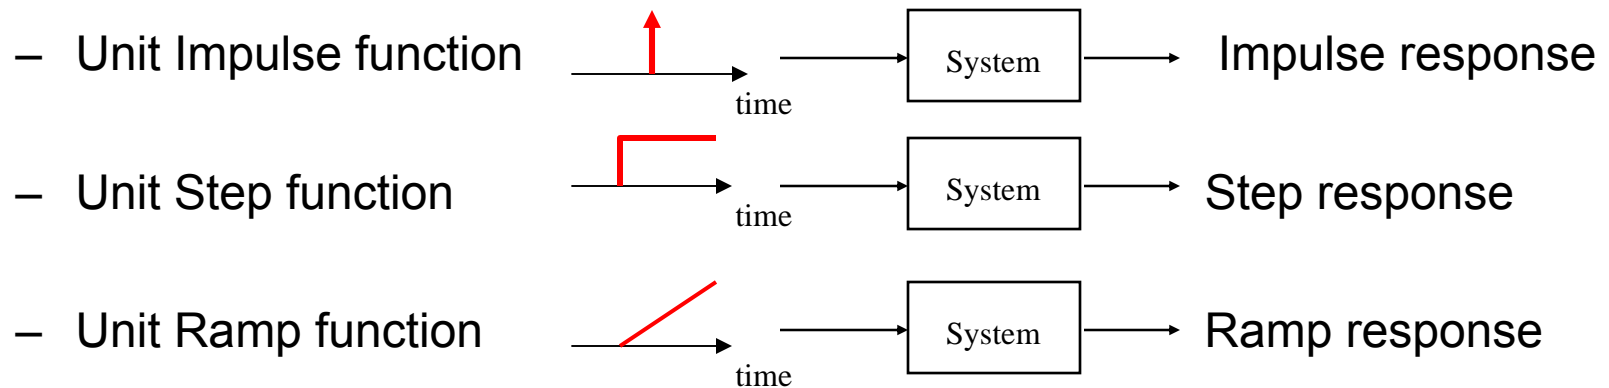 – Unit Impulse function time System Impulse response
– Unit Step function time System Step response
– Unit Ramp function time System Ramp response